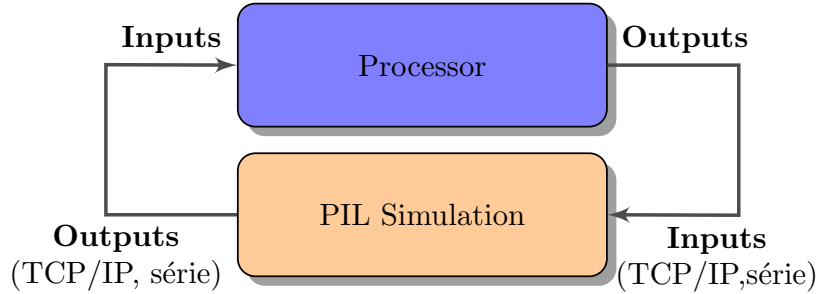 Inputs
Processor
Outputs
PIL Simulation
Outputs
(TCP/IP, série)
Inputs
(TCP/IP,série)